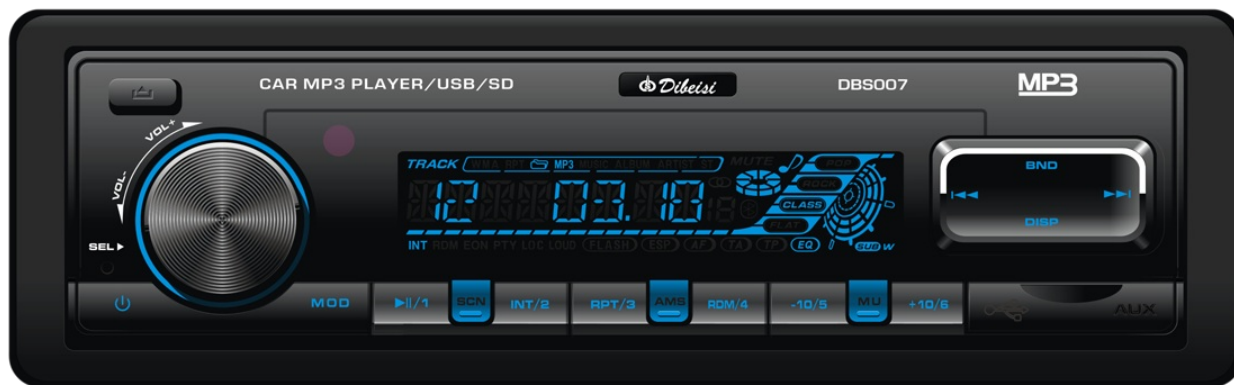 CAR MP3 PLAYER/USB/SD
Dibeisi
DBS007
MP3
VOL+
VOL-
SEL
TRACK WMA RPT MP3 MUSIC ALBUM ARTIST ST MUTE
POP
ROCK
CLASS
FLAT
12 03.18
INT RDM EON PTY LOC LOUD FLASH ESP AF TA TP EQ SUB W
BND
DISP
MOD
/1
SCN
INT/2
RPT/3
AMS
RDM/4
-10/5
MU
+10/6
AUX